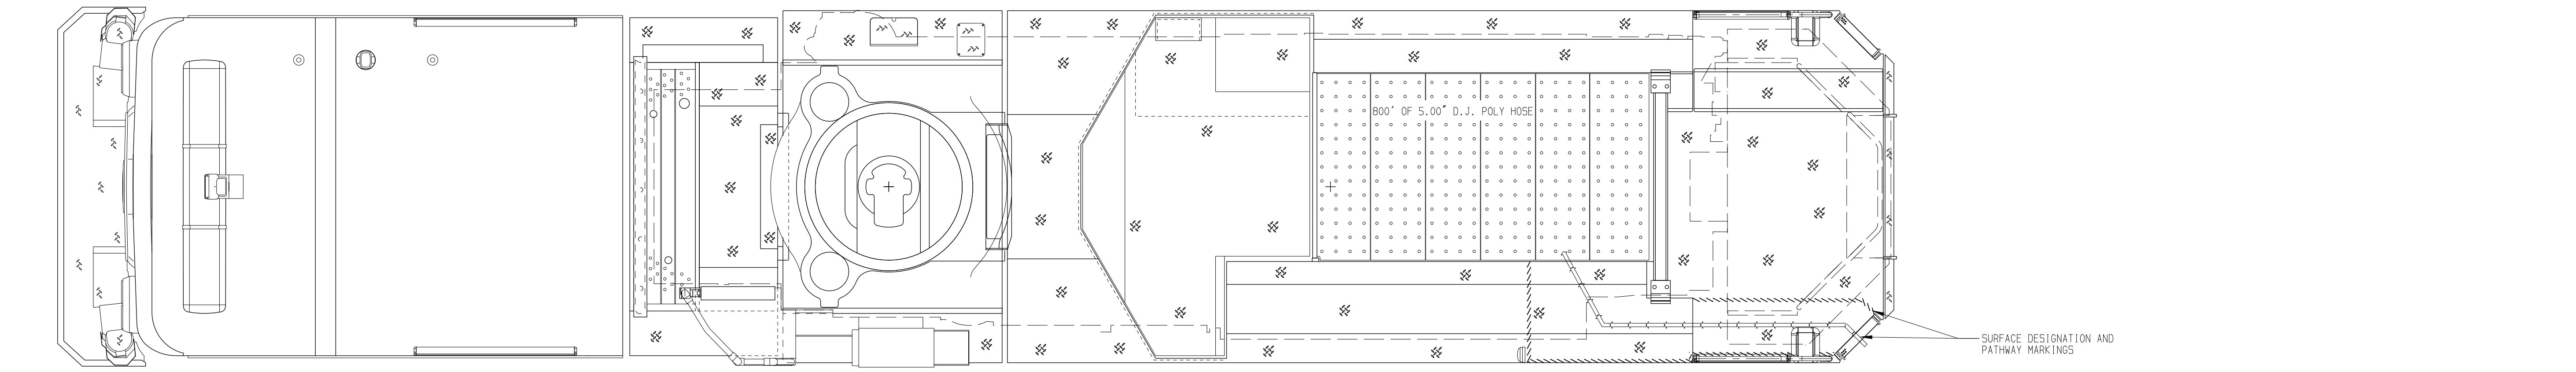 800' OF 5.00" D.J. POLY HOSE
SURFACE DESIGNATION AND
PATHWAY MARKINGS